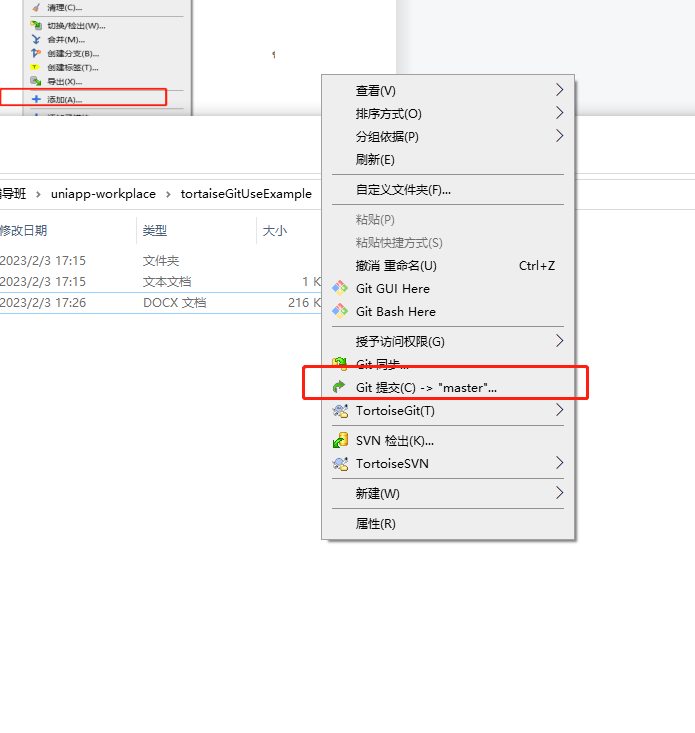 清理(C)...
切换/检出(W)...
合并(M)...
创建分支(B)...
创建标签(T)...
导出(X)...
添加(A)...
导班 › uniapp-workplace › tortaiseGitUseExample
修改日期 类型 大小
2023/2/3 17:15 文件夹
2023/2/3 17:15 文本文档 1 K
2023/2/3 17:26 DOCX 文档 216 K
查看(V)
排序方式(O)
分组依据(P)
刷新(E)
自定义文件夹(F)...
粘贴(P)
粘贴快捷方式(S)
撤消 重命名(U) Ctrl+Z
Git GUI Here
Git Bash Here
授予访问权限(G)
Git 同步...
Git 提交(C) -> "master"...
TortoiseGit(T)
SVN 检出(K)...
TortoiseSVN
新建(W)
属性(R)